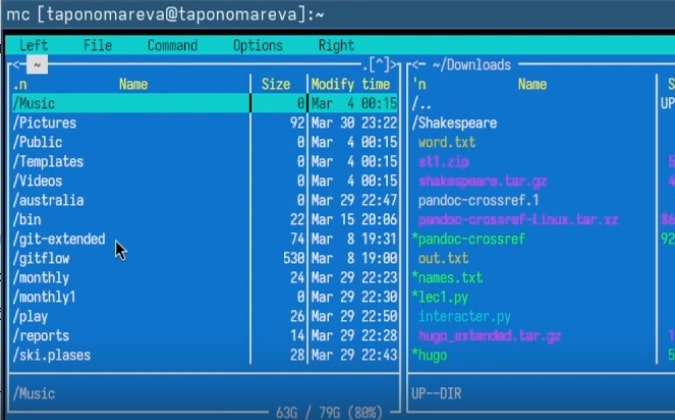 mc [taponomareva@taponomareva]:~
Left File Command Options Right
<— ~ .[^]>
.n Name Size Modify time
/Music 0 Mar 4 00:15
/Pictures 92 Mar 30 23:22
/Public 0 Mar 4 00:15
/Templates 0 Mar 4 00:15
/Videos 0 Mar 4 00:15
/australia 0 Mar 29 22:47
/bin 22 Mar 15 20:06
/git-extended 74 Mar 8 19:31
/gitflow 530 Mar 8 19:00
/monthly 24 Mar 29 22:23
/monthly1 0 Mar 29 22:30
/play 26 Mar 29 22:50
/reports 14 Mar 29 22:28
/ski.plases 28 Mar 29 22:43
/Music
63G / 79G (80%)
<— ~/Downloads
'n Name S
/.. UP
/Shakespeare
word.txt
st1.zip 5
shakespeare.tar.gz 4
pandoc-crossref.1
pandoc-crossref-Linux.tar.xz 86
*pandoc-crossref 92
out.txt
*names.txt
*lec1.py
interacter.py
hugo_extended.tar.gz 1
*hugo 5
UP--DIR